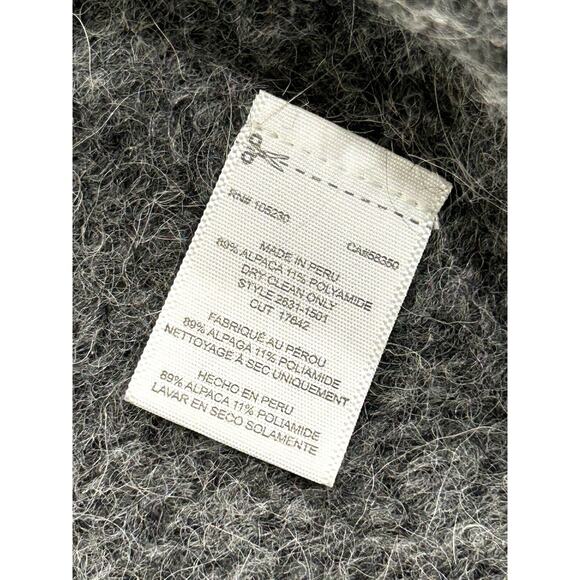 RN# 105230 CA#58350
MADE IN PERU
89% ALPACA 11% POLYAMIDE
DRY CLEAN ONLY
STYLE 2631-1501
CUT 17642
FABRIQUÉ AU PÉROU
89% ALPAGA 11% POLIAMIDE
NETTOYAGE À SEC UNIQUEMENT
HECHO EN PERU
89% ALPACA 11% POLIAMIDE
LAVAR EN SECO SOLAMENTE